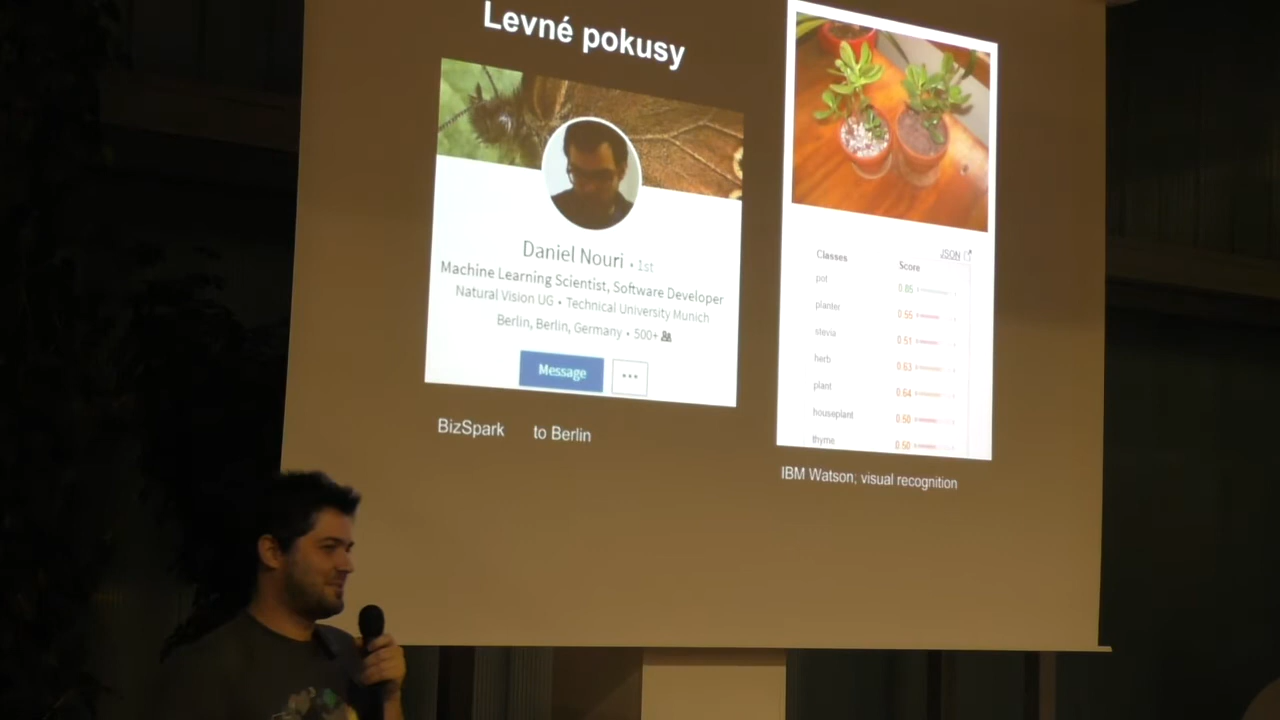 Levné pokusy
Daniel Nouri • 1st
Machine Learning Scientist, Software Developer
Natural Vision UG • Technical University Munich
Berlin, Berlin, Germany • 500+
Message
BizSpark to Berlin
JSON
Classes Score
pot 0.85
planter 0.55
stevia 0.51
herb 0.63
plant 0.64
houseplant 0.50
thyme 0.50
IBM Watson; visual recognition